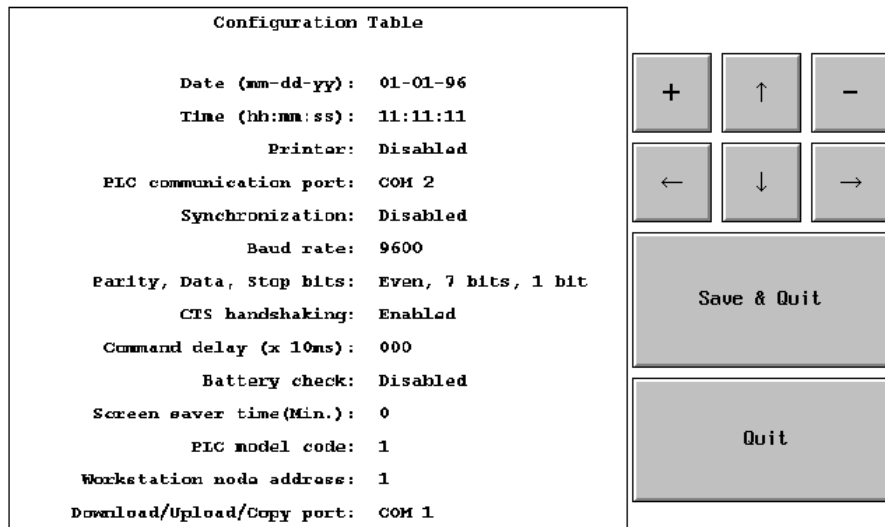 Configuration Table
Date (mm-dd-yy): 01-01-96
Time (hh:mm:ss): 11:11:11
Printer: Disabled
PLC communication port: COM 2
Synchronization: Disabled
Baud rate: 9600
Parity, Data, Stop bits: Even, 7 bits, 1 bit
CTS handshaking: Enabled
Command delay (x 10ms): 000
Battery check: Disabled
Screen saver time(Min.): 0
PLC model code: 1
Workstation node address: 1
Download/Upload/Copy port: COM 1
+ ↑ -
← ↓ →
Save & Quit
Quit